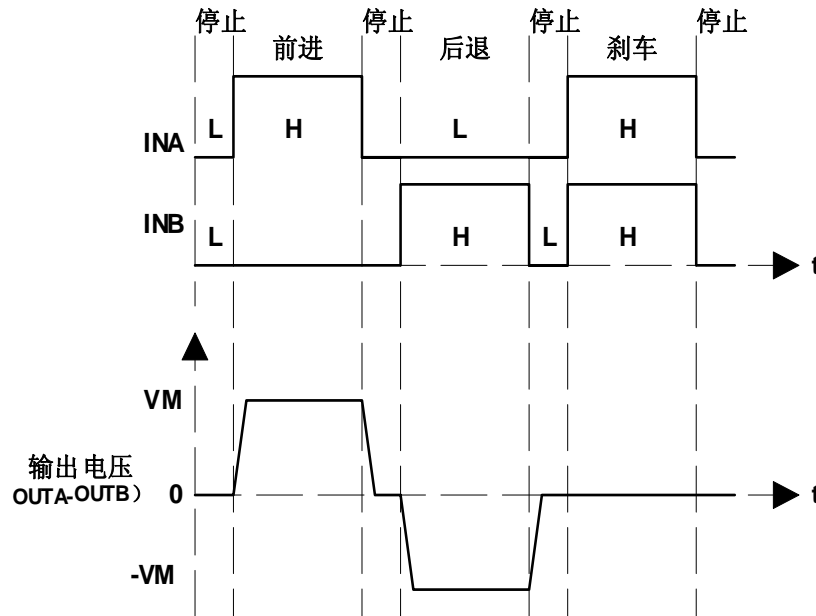 停止 停止 停止 停止
前进 后退 刹车
L H L H
INA
INB
L H L H
t
VM
输出电压
OUTA-OUTB） 0
t
-VM